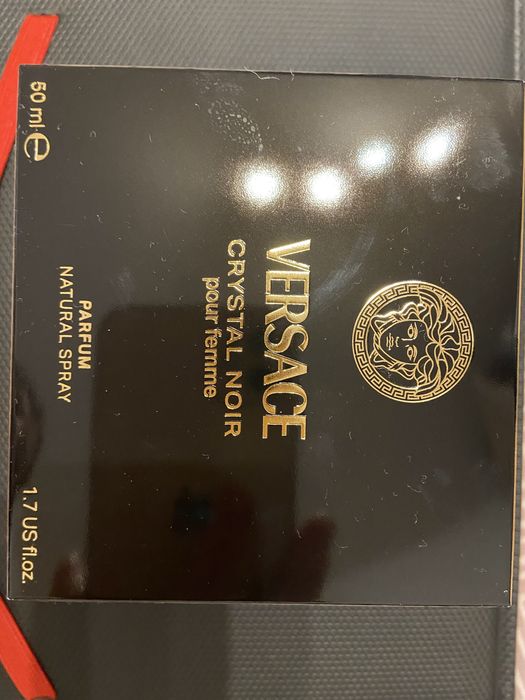 VERSACE
CRYSTAL NOIR
pour femme
PARFUM
NATURAL SPRAY
50 ml ℮
1.7 US fl.oz.